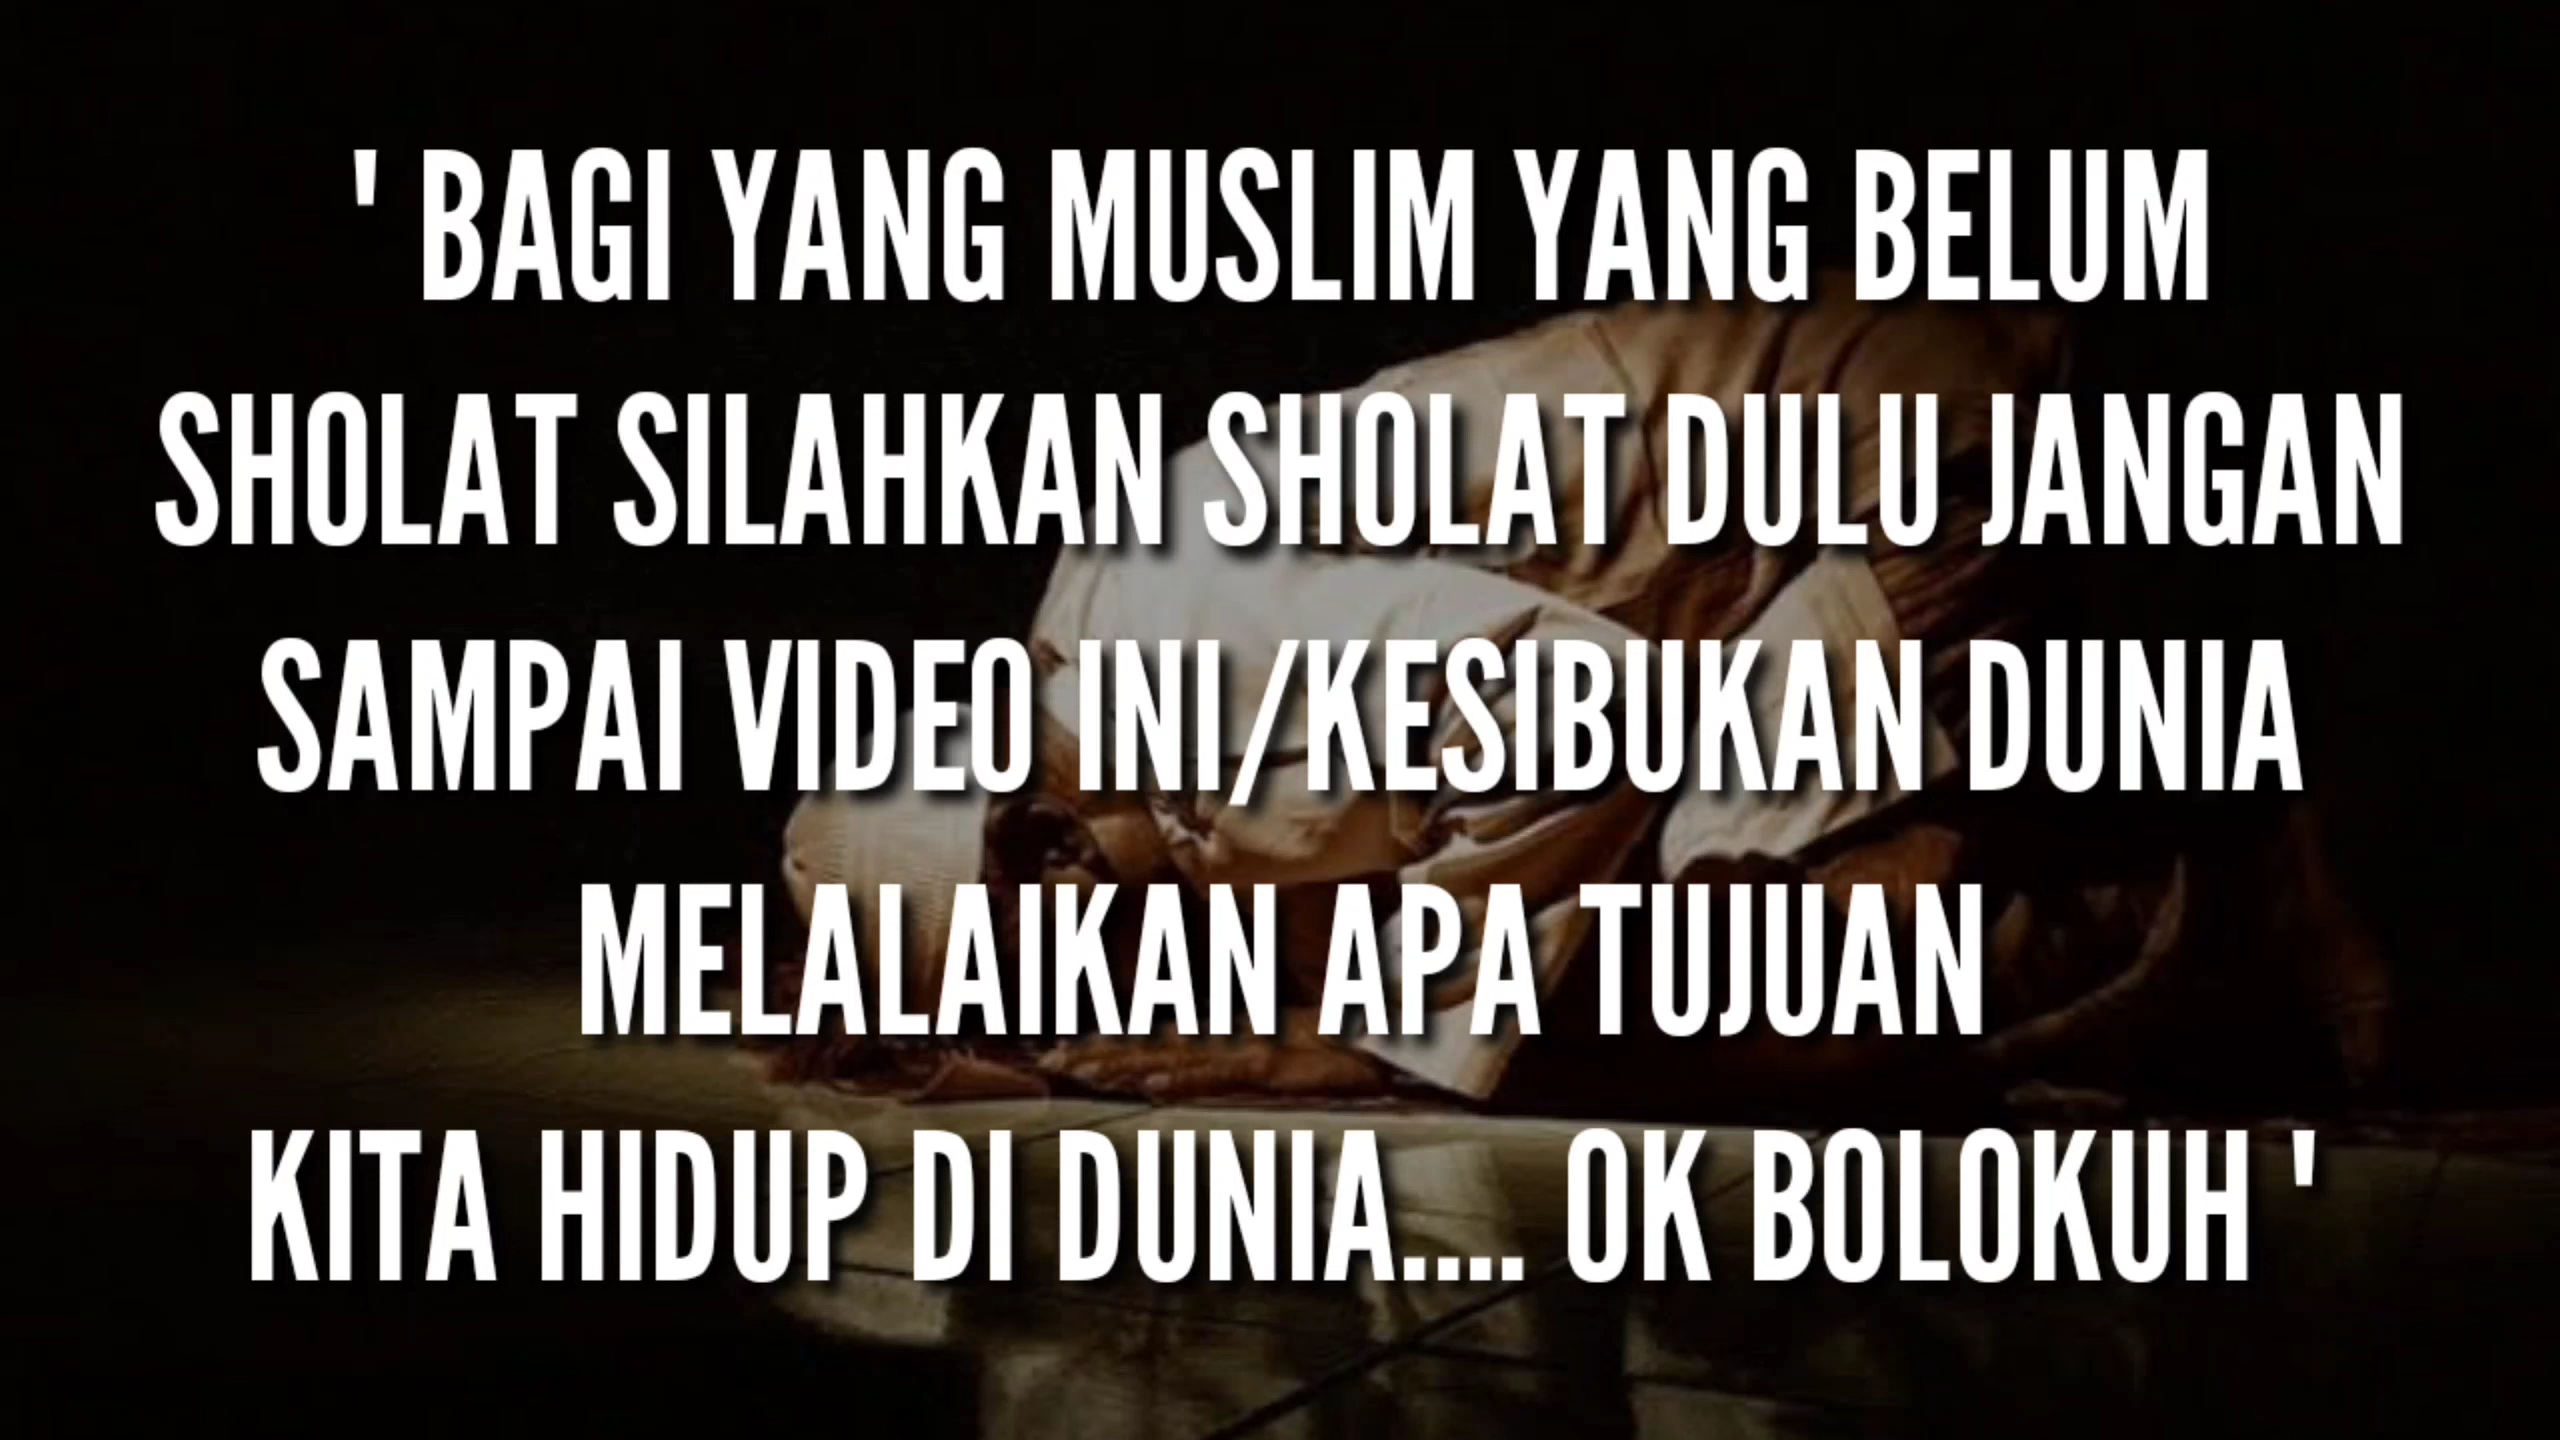 ' BAGI YANG MUSLIM YANG BELUM
SHOLAT SILAHKAN SHOLAT DULU JANGAN
SAMPAI VIDEO INI/KESIBUKAN DUNIA
MELALAIKAN APA TUJUAN
KITA HIDUP DI DUNIA.... OK BOLOKUH '